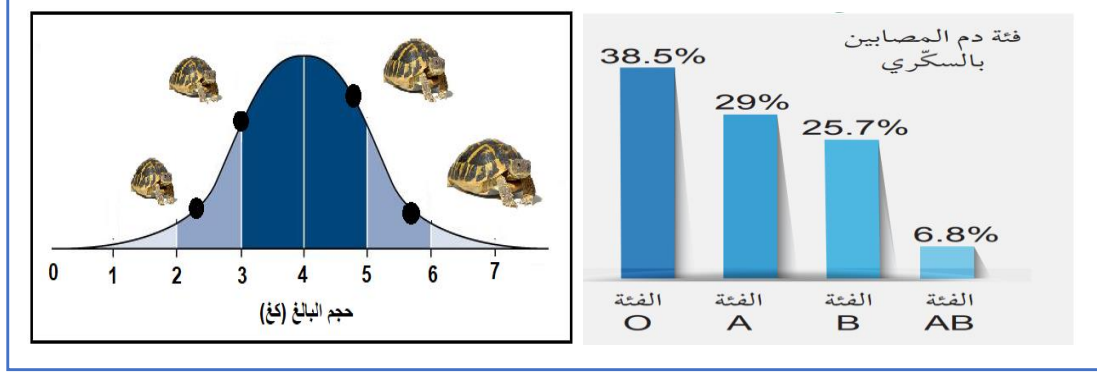 0 1 2 3 4 5 6 7
حجم البالغ (كغ)
فئة دم المصابين
بالسكّري
38.5%
29%
25.7%
6.8%
الفئة الفئة الفئة الفئة
O A B AB